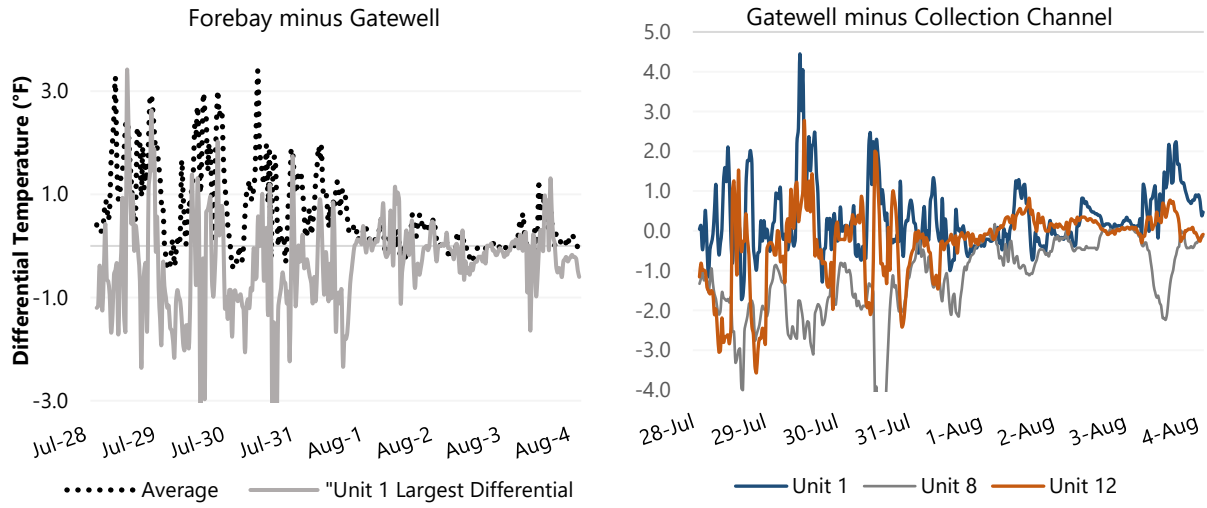 Forebay minus Gatewell
Differential Temperature (°F)
3.0
1.0
-1.0
-3.0
Jul-28 Jul-29 Jul-30 Jul-31 Aug-1 Aug-2 Aug-3 Aug-4
Average "Unit 1 Largest Differential
Gatewell minus Collection Channel
5.0
4.0
3.0
2.0
1.0
0.0
-1.0
-2.0
-3.0
-4.0
28-Jul 29-Jul 30-Jul 31-Jul 1-Aug 2-Aug 3-Aug 4-Aug
Unit 1 Unit 8 Unit 12